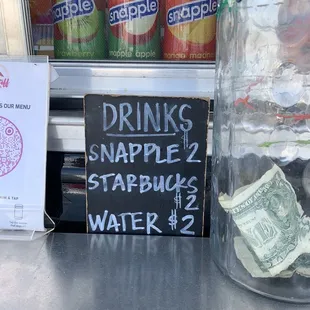 Snapple
Snapple
Snapple
S OUR MENU
DRINKS
SNAPPLE 2
STARBUCKS
$2
WATER $2